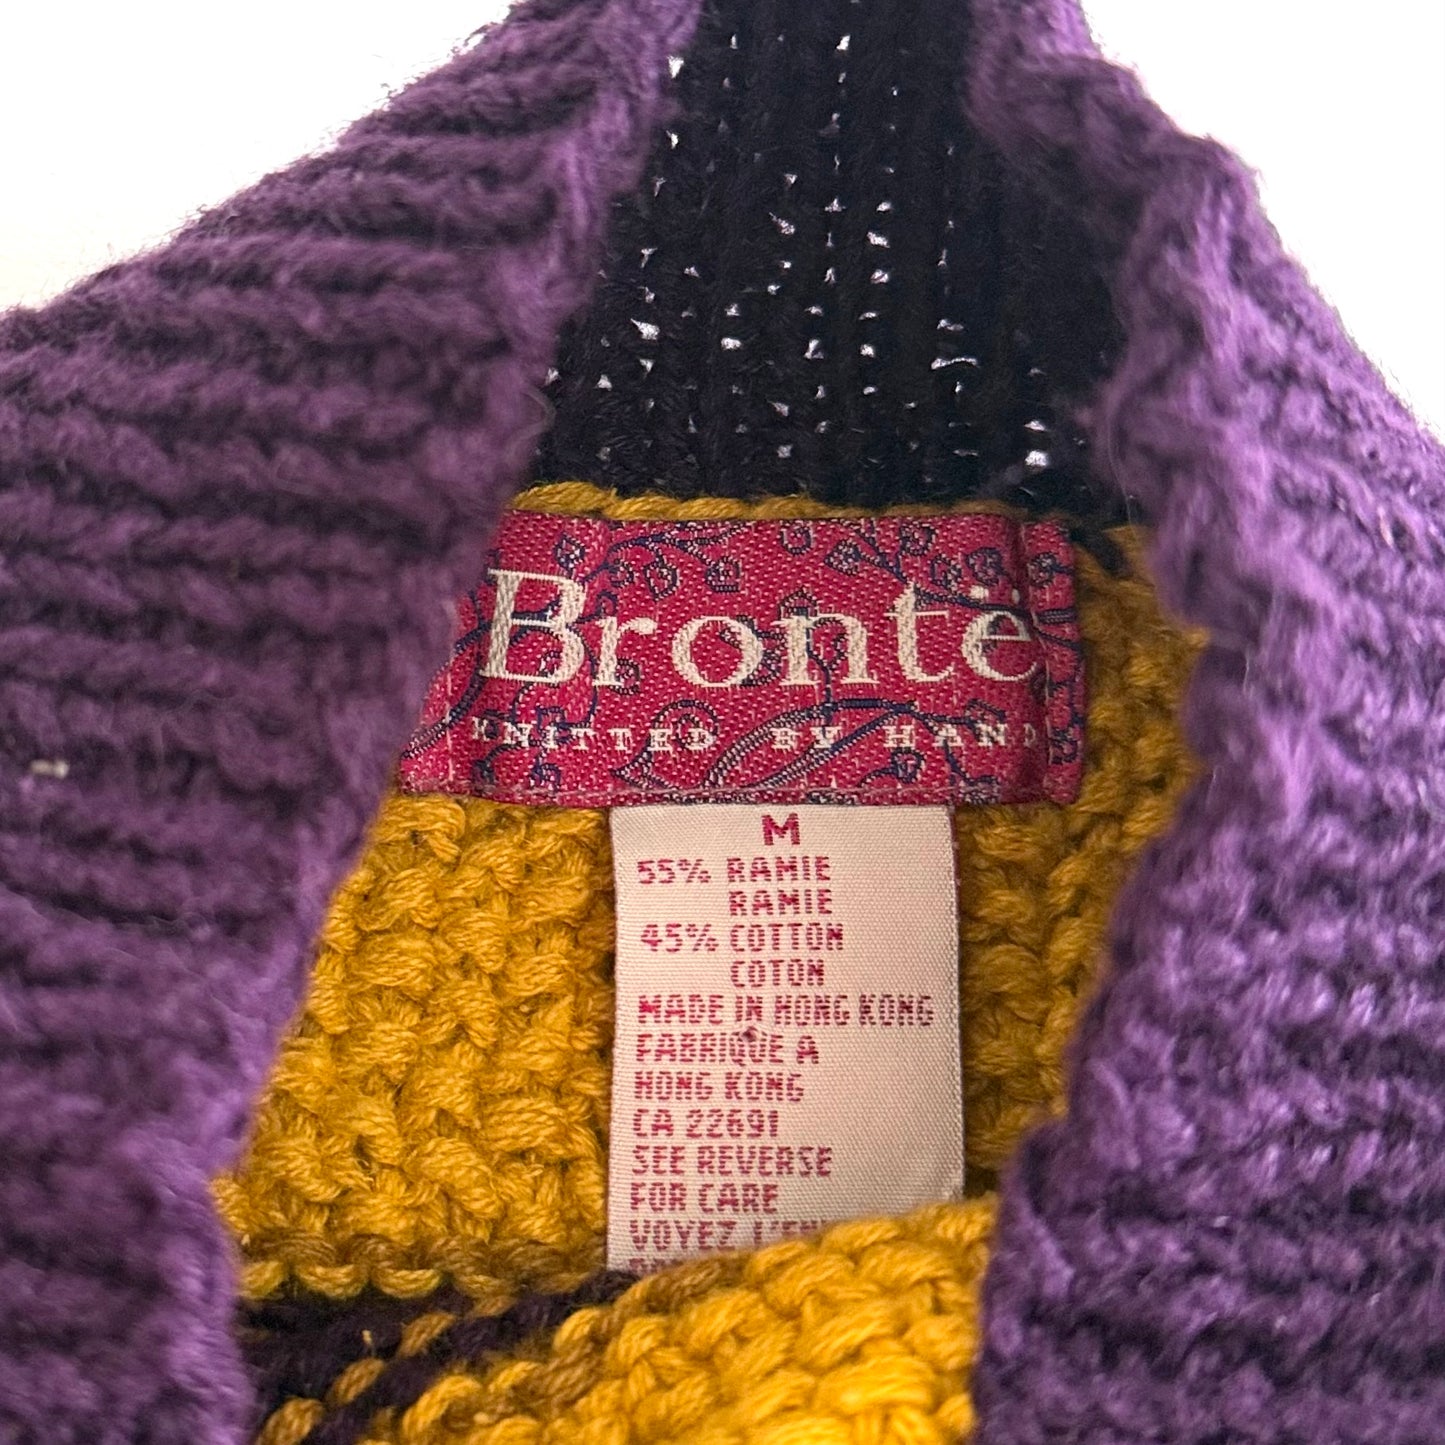 Brontë
KNITTED BY HAND
M
55% RAMIE
RAMIE
45% COTTON
COTON
MADE IN HONG KONG
FABRIQUE A
HONG KONG
CA 22691
SEE REVERSE
FOR CARE
VOYEZ